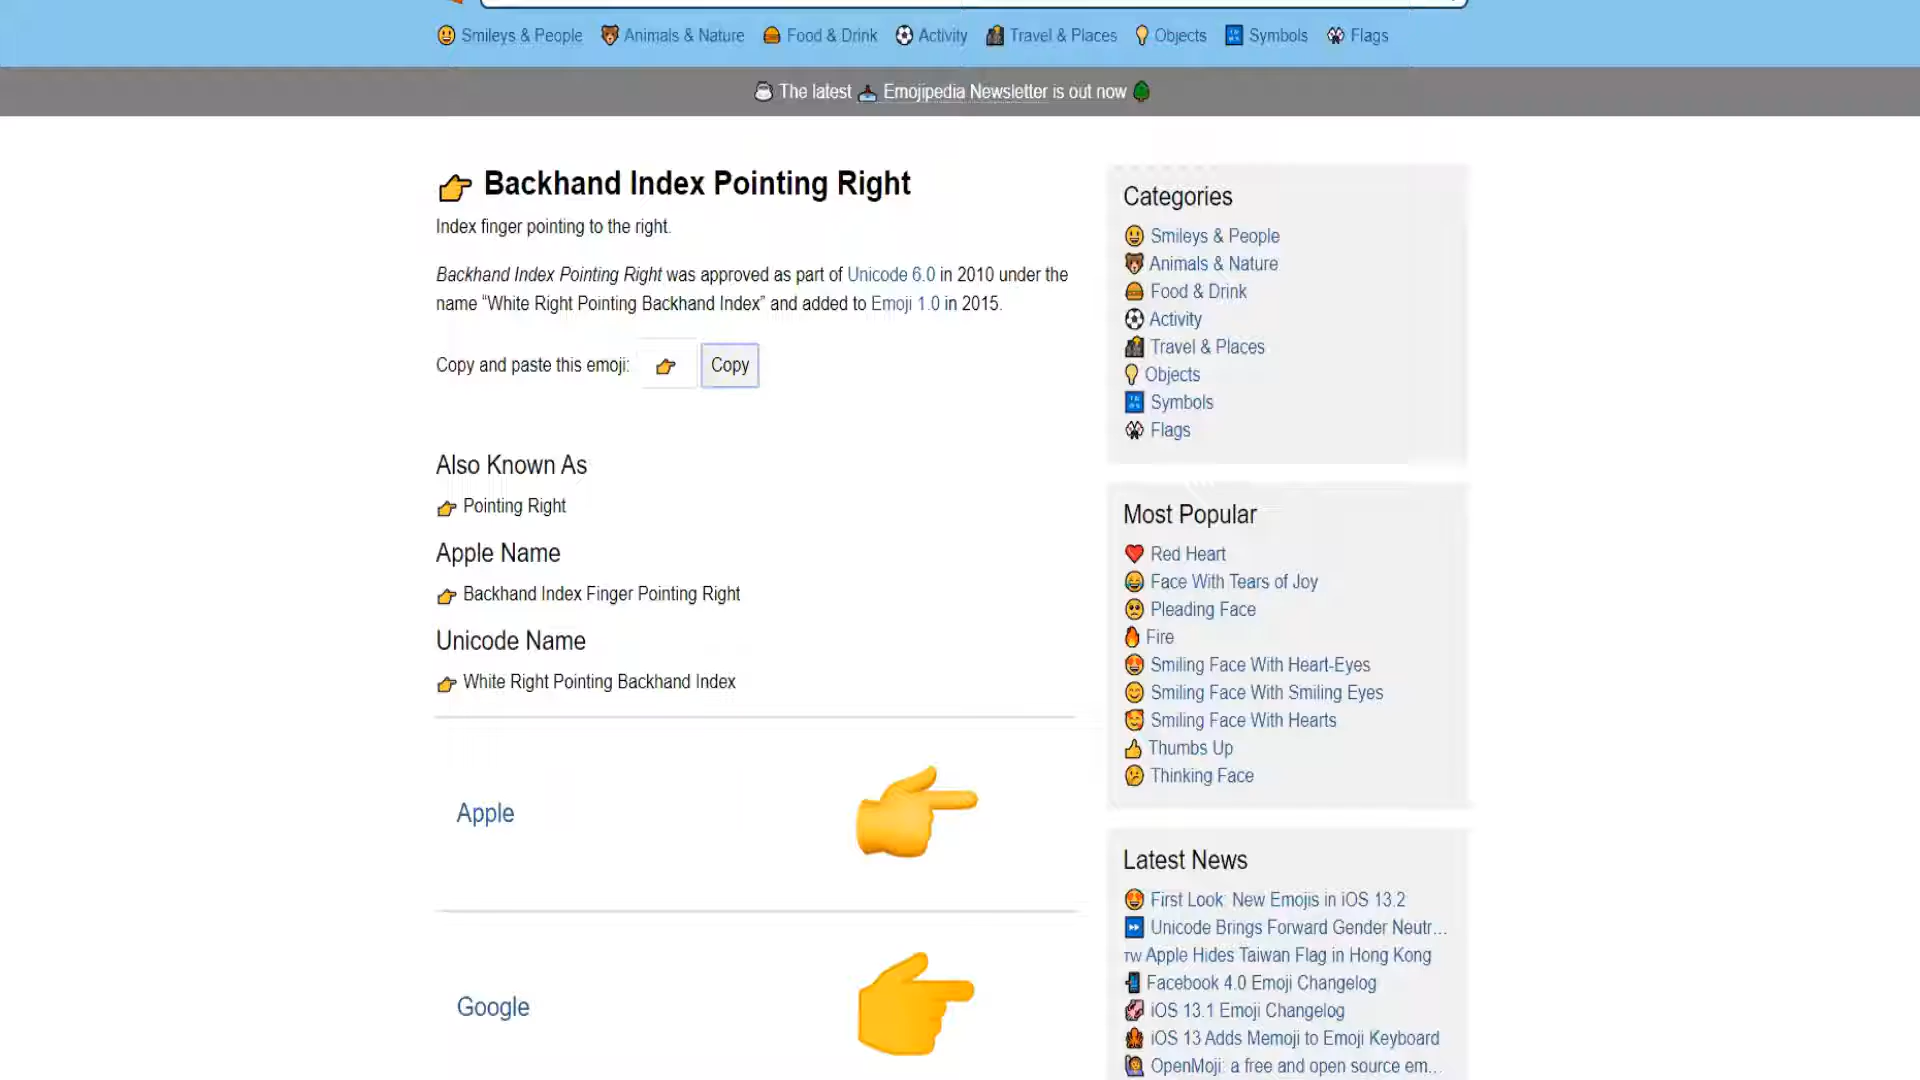 Smileys & People Animals & Nature Food & Drink Activity Travel & Places Objects Symbols Flags
The latest Emojipedia Newsletter is out now
Backhand Index Pointing Right
Index finger pointing to the right.
Backhand Index Pointing Right was approved as part of Unicode 6.0 in 2010 under the
name “White Right Pointing Backhand Index” and added to Emoji 1.0 in 2015.
Copy and paste this emoji: 👉 Copy
Also Known As
👉 Pointing Right
Apple Name
👉 Backhand Index Finger Pointing Right
Unicode Name
👉 White Right Pointing Backhand Index
Apple
Google
Categories
Smileys & People
Animals & Nature
Food & Drink
Activity
Travel & Places
Objects
Symbols
Flags
Most Popular
Red Heart
Face With Tears of Joy
Pleading Face
Fire
Smiling Face With Heart-Eyes
Smiling Face With Smiling Eyes
Smiling Face With Hearts
Thumbs Up
Thinking Face
Latest News
First Look: New Emojis in iOS 13.2
Unicode Brings Forward Gender Neutr...
TW Apple Hides Taiwan Flag in Hong Kong
Facebook 4.0 Emoji Changelog
iOS 13.1 Emoji Changelog
iOS 13 Adds Memoji to Emoji Keyboard
OpenMoji: a free and open source em...